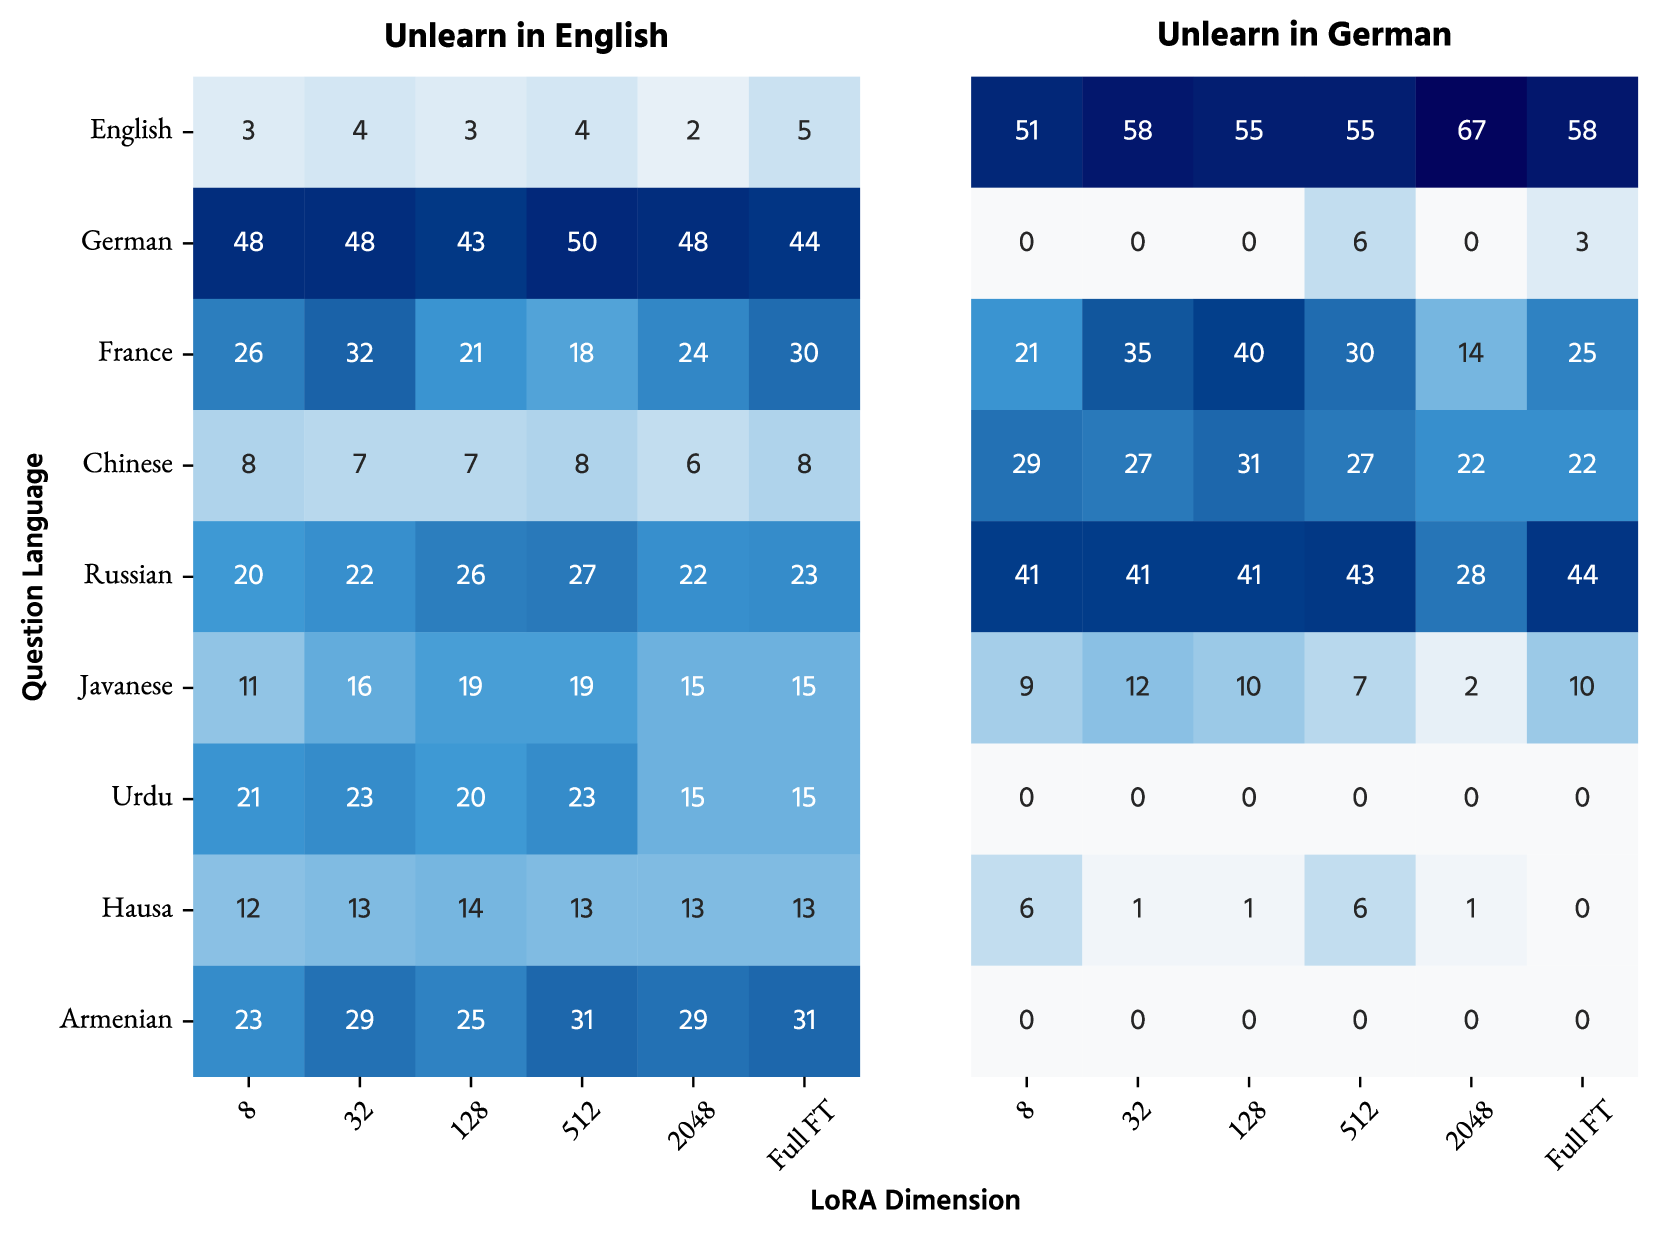 Unlearn in English
Unlearn in German
Question Language
English 3 4 3 4 2 5 51 58 55 55 67 58
German 48 48 43 50 48 44 0 0 0 6 0 3
France 26 32 21 18 24 30 21 35 40 30 14 25
Chinese 8 7 7 8 6 8 29 27 31 27 22 22
Russian 20 22 26 27 22 23 41 41 41 43 28 44
Javanese 11 16 19 19 15 15 9 12 10 7 2 10
Urdu 21 23 20 23 15 15 0 0 0 0 0 0
Hausa 12 13 14 13 13 13 6 1 1 6 1 0
Armenian 23 29 25 31 29 31 0 0 0 0 0 0
8 32 128 512 2048 Full FT 8 32 128 512 2048 Full FT
LoRA Dimension